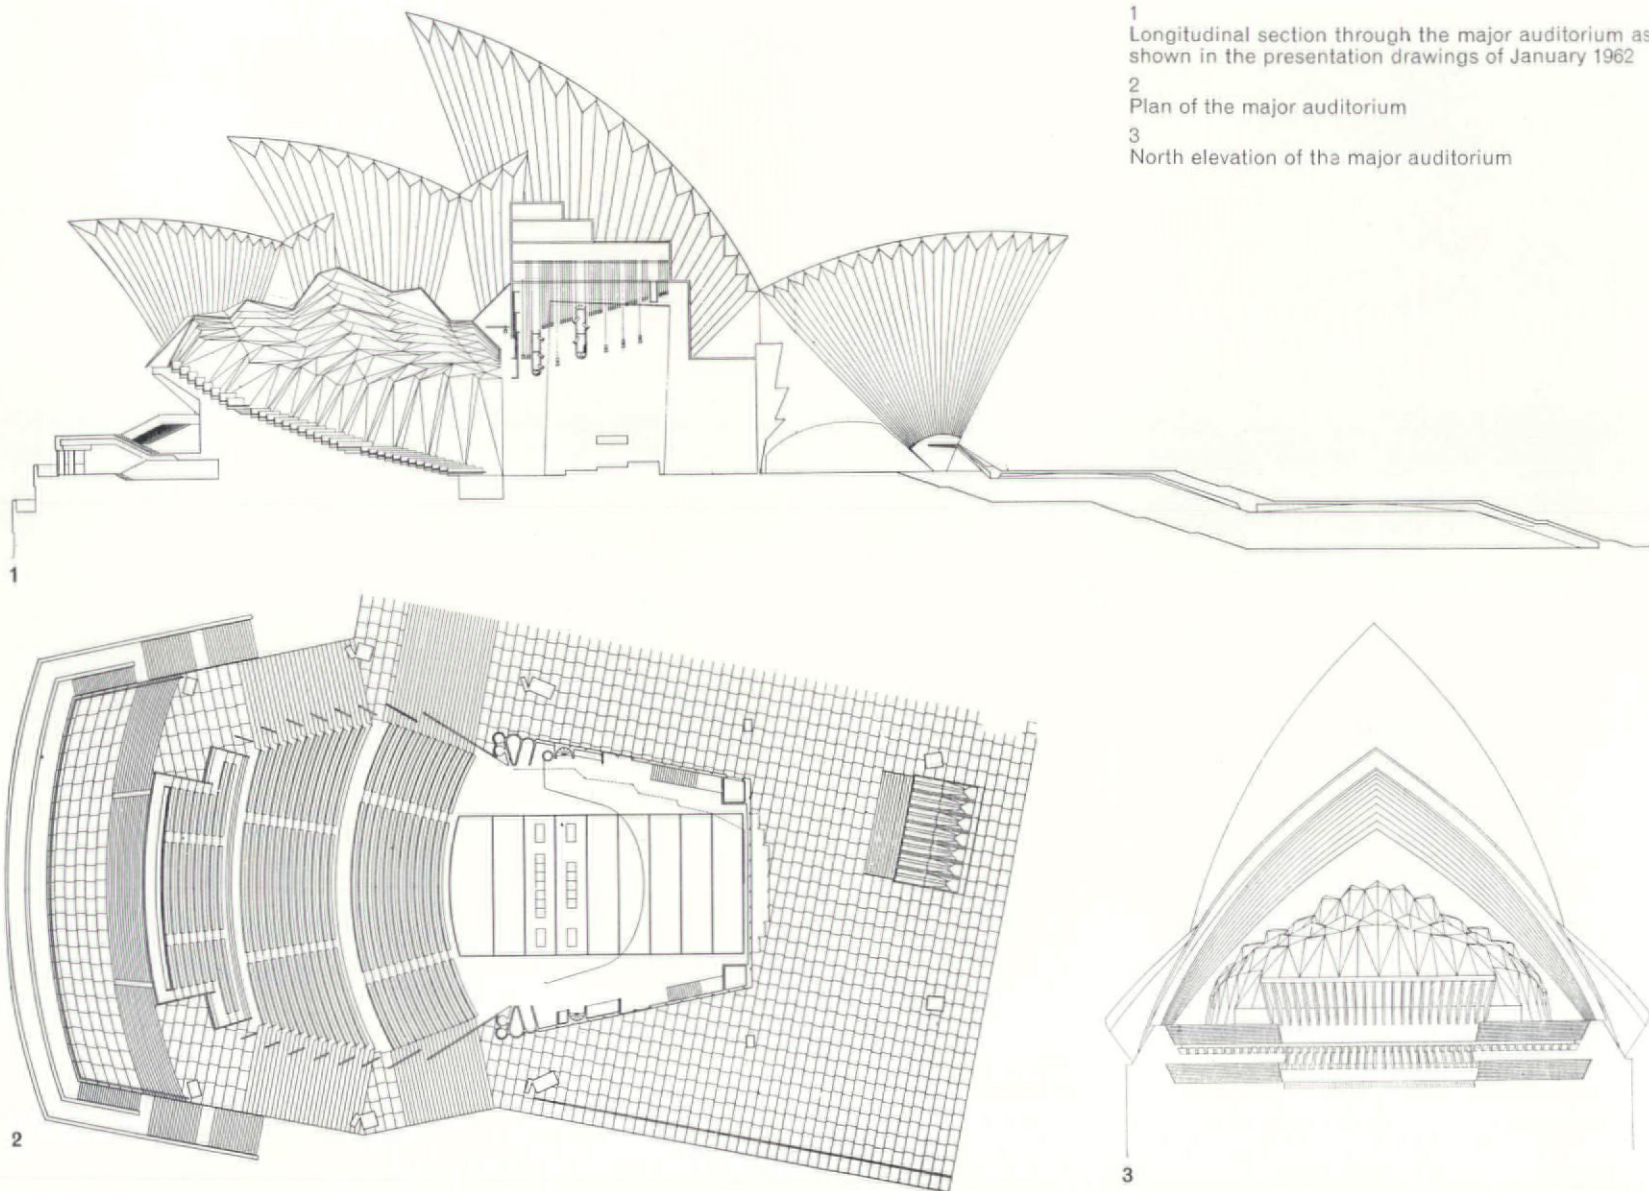 1
Longitudinal section through the major auditorium as
shown in the presentation drawings of January 1962
2
Plan of the major auditorium
3
North elevation of the major auditorium
1
2
3